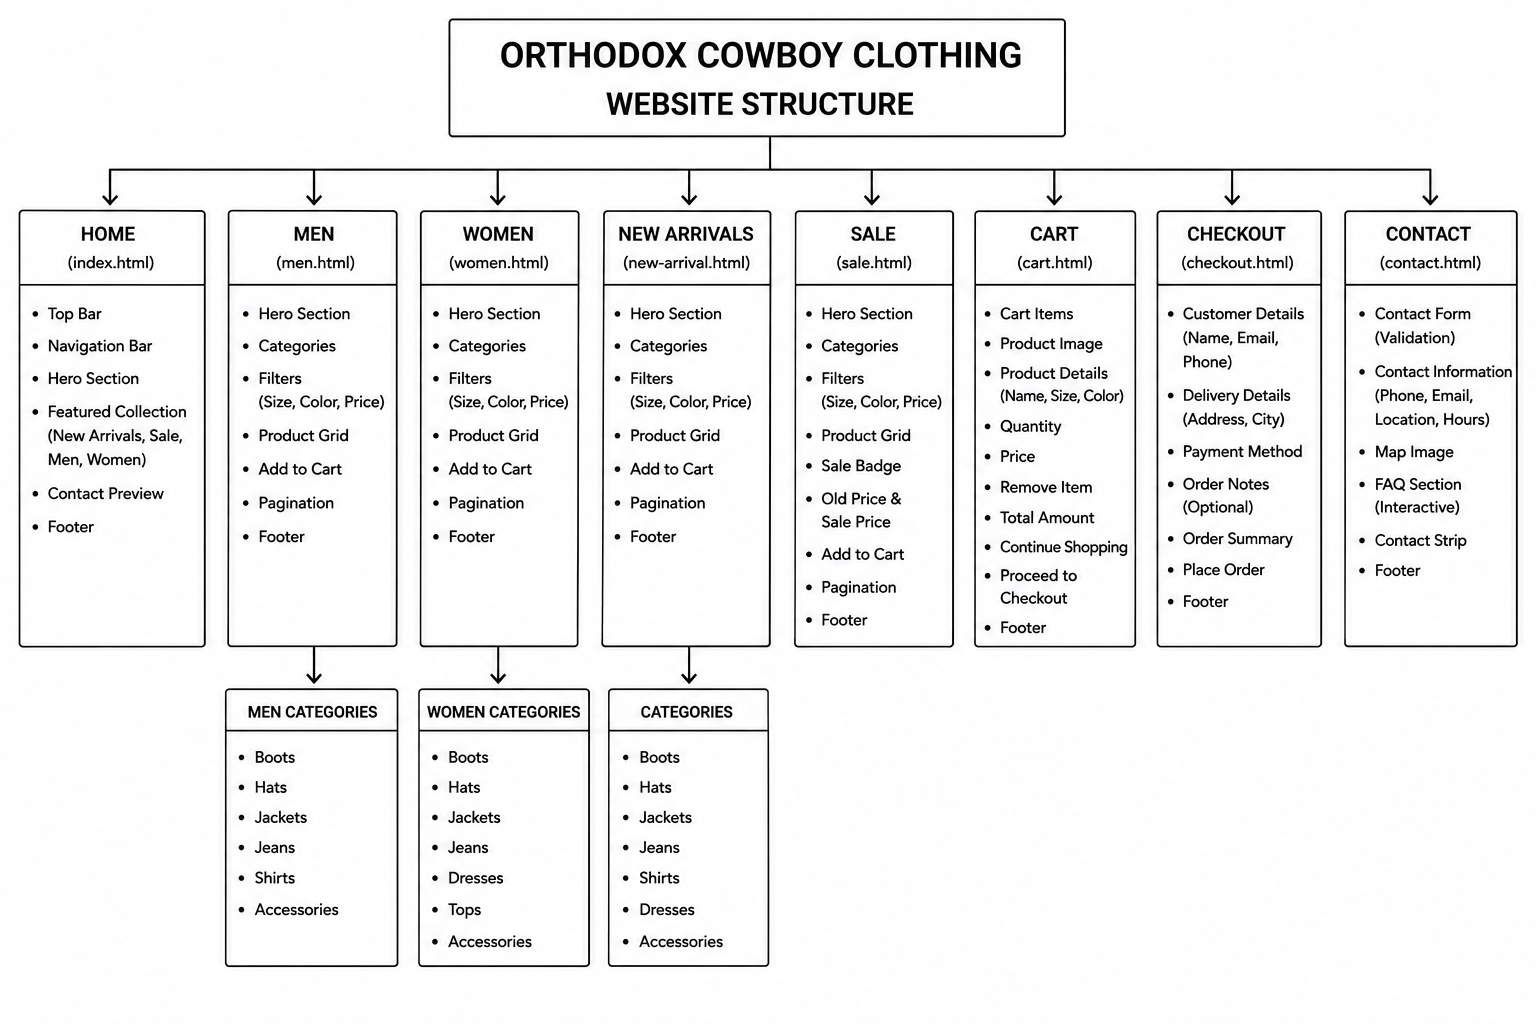 ORTHODOX COWBOY CLOTHING
WEBSITE STRUCTURE
HOME
(index.html)
• Top Bar
• Navigation Bar
• Hero Section
• Featured Collection
(New Arrivals, Sale,
Men, Women)
• Contact Preview
• Footer
MEN
(men.html)
• Hero Section
• Categories
• Filters
(Size, Color, Price)
• Product Grid
• Add to Cart
• Pagination
• Footer
WOMEN
(women.html)
• Hero Section
• Categories
• Filters
(Size, Color, Price)
• Product Grid
• Add to Cart
• Pagination
• Footer
NEW ARRIVALS
(new-arrival.html)
• Hero Section
• Categories
• Filters
(Size, Color, Price)
• Product Grid
• Add to Cart
• Pagination
• Footer
SALE
(sale.html)
• Hero Section
• Categories
• Filters
(Size, Color, Price)
• Product Grid
• Sale Badge
• Old Price &
Sale Price
• Add to Cart
• Pagination
• Footer
CART
(cart.html)
• Cart Items
• Product Image
• Product Details
(Name, Size, Color)
• Quantity
• Price
• Remove Item
• Total Amount
• Continue Shopping
• Proceed to
Checkout
• Footer
CHECKOUT
(checkout.html)
• Customer Details
(Name, Email,
Phone)
• Delivery Details
(Address, City)
• Payment Method
• Order Notes
(Optional)
• Order Summary
• Place Order
• Footer
CONTACT
(contact.html)
• Contact Form
(Validation)
• Contact Information
(Phone, Email,
Location, Hours)
• Map Image
• FAQ Section
(Interactive)
• Contact Strip
• Footer
MEN CATEGORIES
• Boots
• Hats
• Jackets
• Jeans
• Shirts
• Accessories
WOMEN CATEGORIES
• Boots
• Hats
• Jackets
• Jeans
• Dresses
• Tops
• Accessories
CATEGORIES
• Boots
• Hats
• Jackets
• Jeans
• Shirts
• Dresses
• Accessories